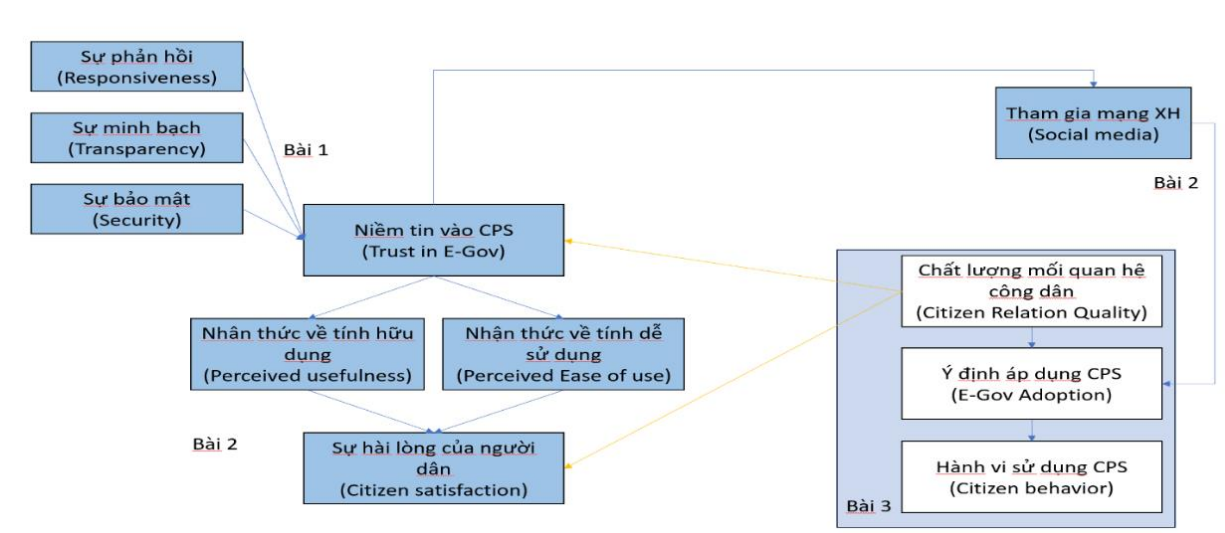 Sự phản hồi
(Responsiveness)
Sự minh bạch
(Transparency)
Sự bảo mật
(Security)
Bài 1
Niềm tin vào CPS
(Trust in E-Gov)
Nhân thức về tính hữu
dụng
(Perceived usefulness)
Nhận thức về tính dễ
sử dụng
(Perceived Ease of use)
Bài 2
Sự hài lòng của người
dân
(Citizen satisfaction)
Tham gia mạng XH
(Social media)
Bài 2
Chất lượng mối quan hệ
công dân
(Citizen Relation Quality)
Ý định áp dụng CPS
(E-Gov Adoption)
Hành vi sử dụng CPS
(Citizen behavior)
Bài 3